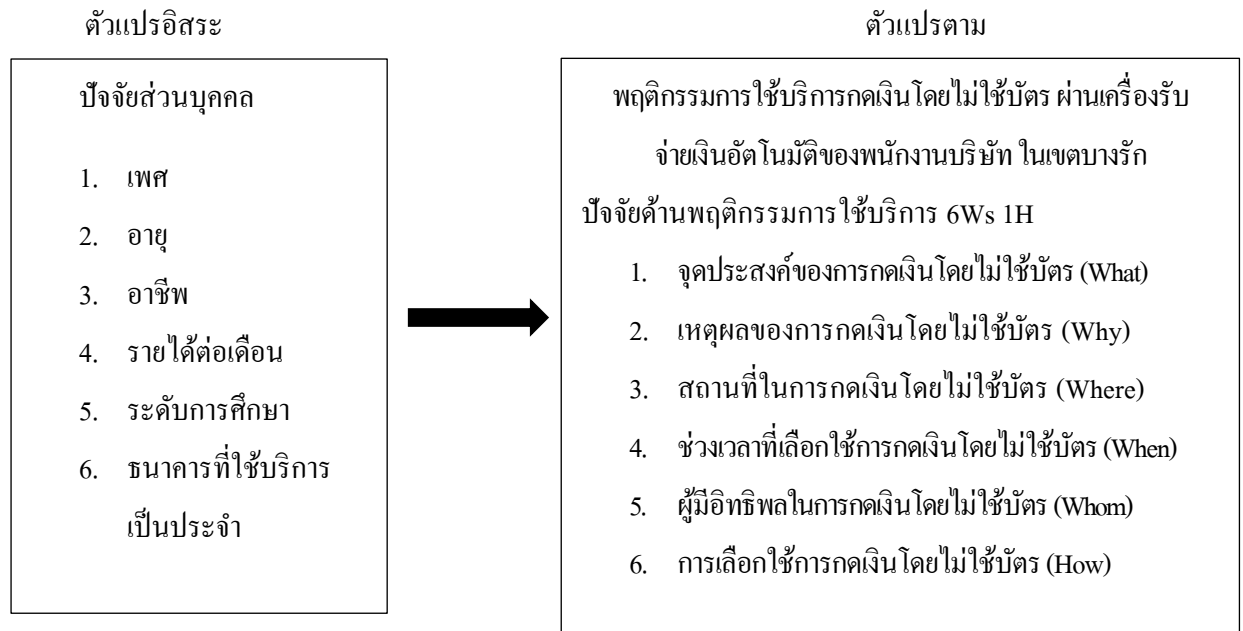 ตัวแปรอิสระ
ปัจจัยส่วนบุคคล
1. เพศ
2. อายุ
3. อาชีพ
4. รายได้ต่อเดือน
5. ระดับการศึกษา
6. ธนาคารที่ใช้บริการ
เป็นประจำ
ตัวแปรตาม
พฤติกรรมการใช้บริการกดเงินโดยไม่ใช้บัตร ผ่านเครื่องรับ
จ่ายเงินอัตโนมัติของพนักงานบริษัท ในเขตบางรัก
ปัจจัยด้านพฤติกรรมการใช้บริการ 6Ws 1H
1. จุดประสงค์ของการกดเงินโดยไม่ใช้บัตร (What)
2. เหตุผลของการกดเงินโดยไม่ใช้บัตร (Why)
3. สถานที่ในการกดเงินโดยไม่ใช้บัตร (Where)
4. ช่วงเวลาที่เลือกใช้การกดเงินโดยไม่ใช้บัตร (When)
5. ผู้มีอิทธิพลในการกดเงินโดยไม่ใช้บัตร (Whom)
6. การเลือกใช้การกดเงินโดยไม่ใช้บัตร (How)